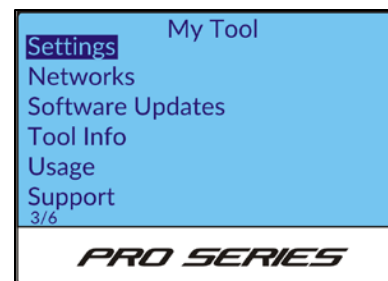 My Tool
Settings
Networks
Software Updates
Tool Info
Usage
Support
3/6
PRO SERIES